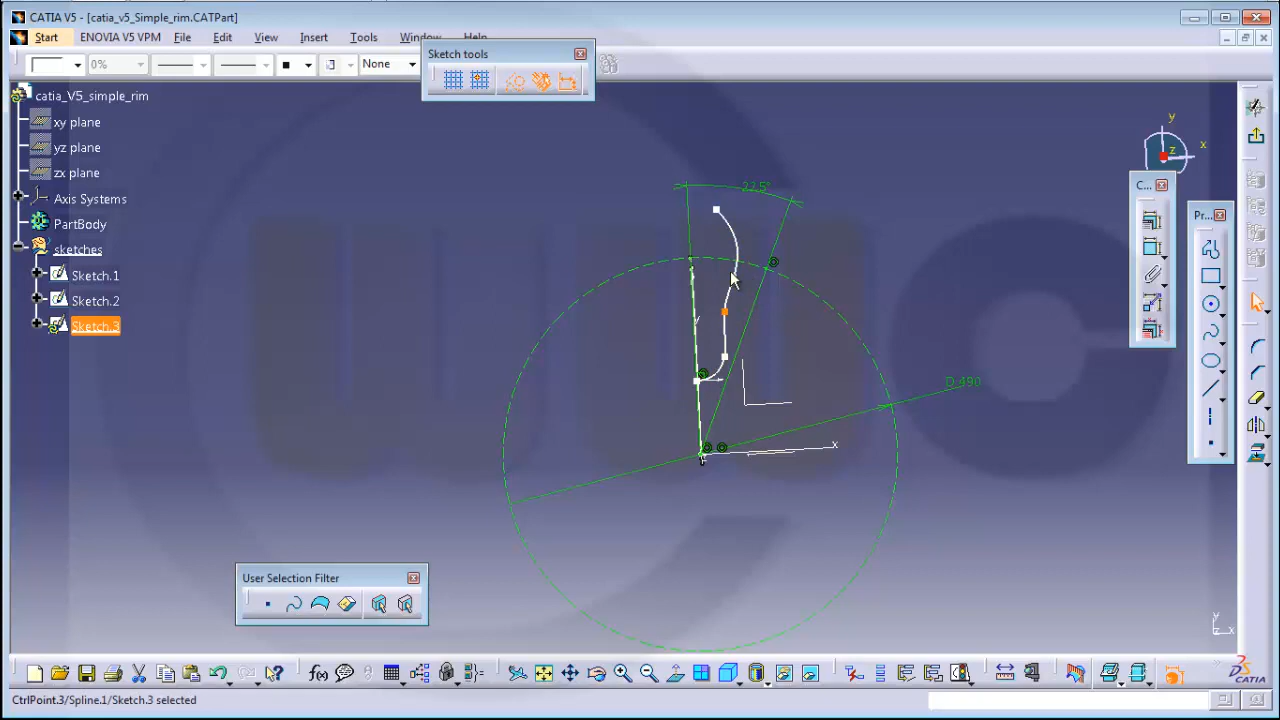 CATIA V5 - [catia_v5_Simple_rim.CATPart]
Start ENOVIA V5 VPM File Edit View Insert Tools Window Help
0% None
Sketch tools
catia_V5_simple_rim
xy plane
yz plane
zx plane
Axis Systems
PartBody
sketches
Sketch.1
Sketch.2
Sketch.3
y
x
z
C...
Pr...
22.5°
D 490
x
User Selection Filter
y
z x
CATIA
CtrlPoint.3/Spline.1/Sketch.3 selected